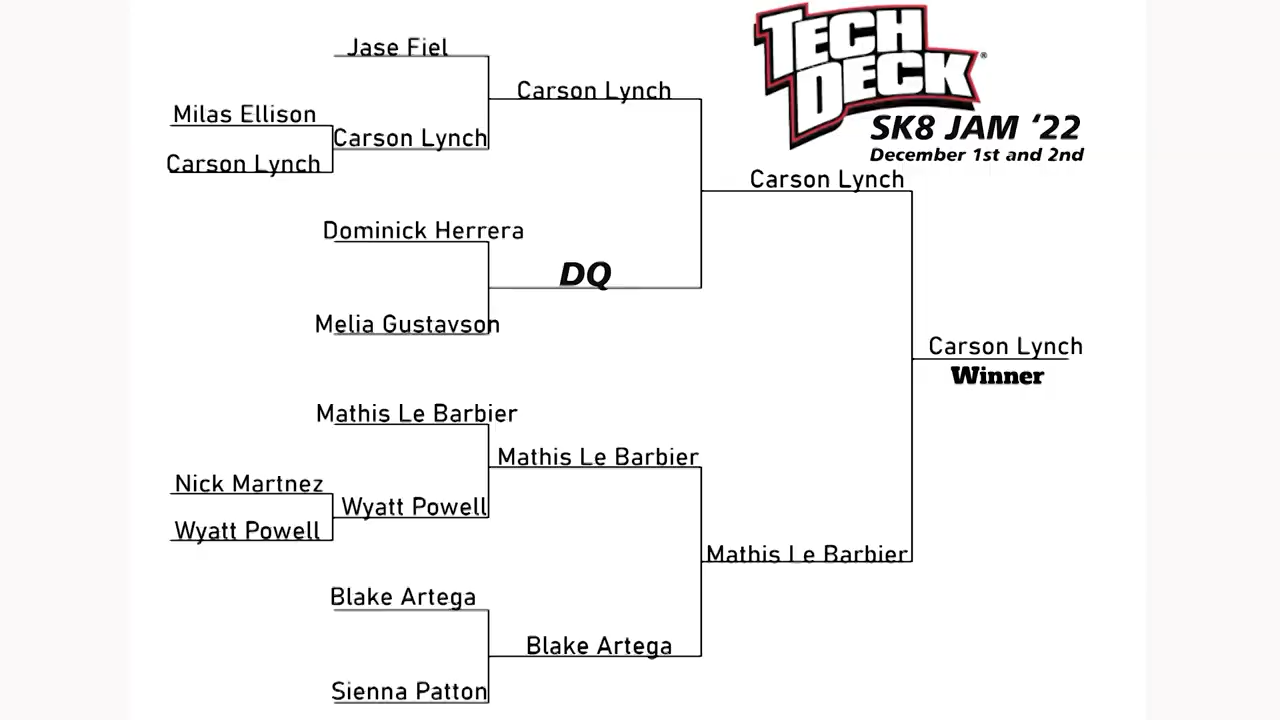 TECH
DECK®
SK8 JAM ‘22
December 1st and 2nd
Jase Fiel
Carson Lynch
Milas Ellison
Carson Lynch
Carson Lynch
Carson Lynch
Dominick Herrera
DQ
Melia Gustavson
Carson Lynch
Winner
Mathis Le Barbier
Mathis Le Barbier
Nick Martnez
Wyatt Powell
Wyatt Powell
Mathis Le Barbier
Blake Artega
Blake Artega
Sienna Patton